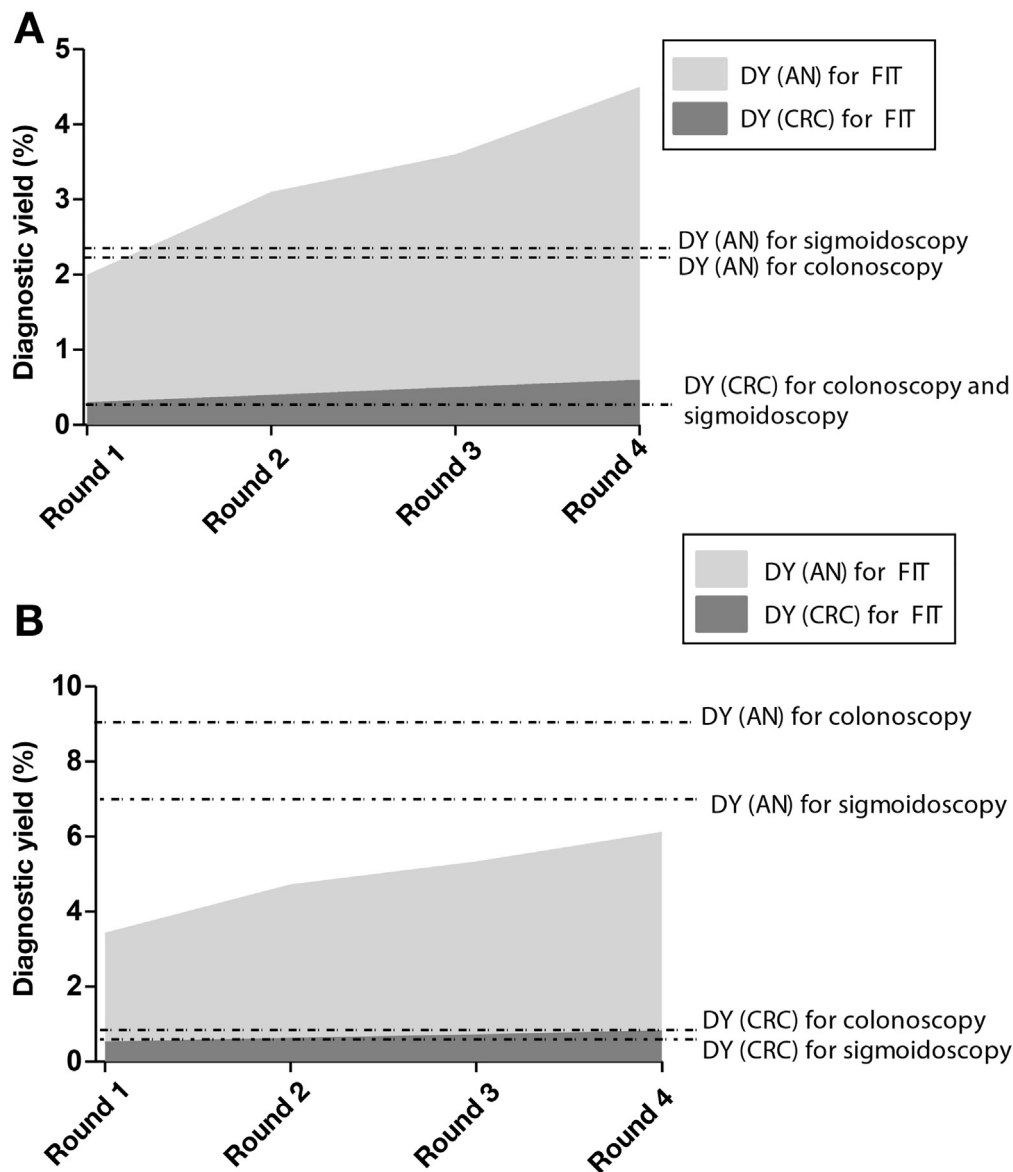 A
5
4
3
2
1
0
Diagnostic yield (%)
DY (AN) for FIT
DY (CRC) for FIT
DY (AN) for sigmoidoscopy
DY (AN) for colonoscopy
DY (CRC) for colonoscopy and
sigmoidoscopy
Round 1
Round 2
Round 3
Round 4
B
DY (AN) for FIT
DY (CRC) for FIT
10
8
6
4
2
0
Diagnostic yield (%)
DY (AN) for colonoscopy
DY (AN) for sigmoidoscopy
DY (CRC) for colonoscopy
DY (CRC) for sigmoidoscopy
Round 1
Round 2
Round 3
Round 4